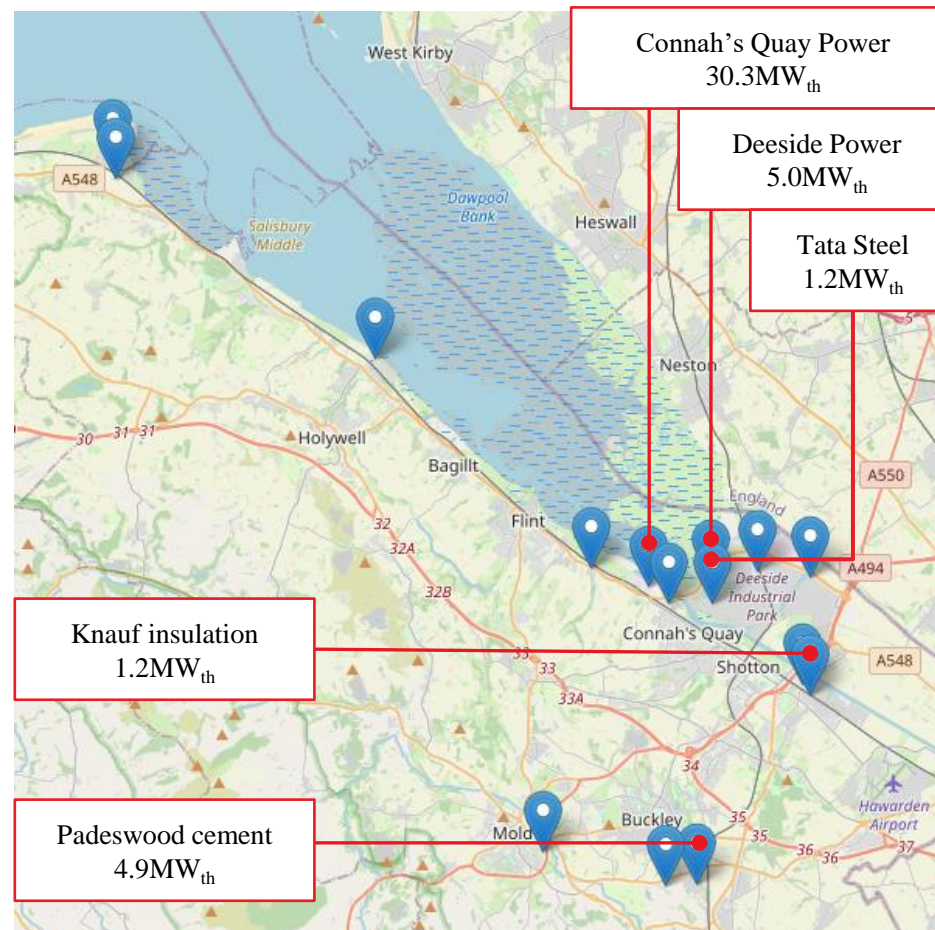 Connah's Quay Power
30.3MWth
Deeside Power
5.0MWth
Tata Steel
1.2MWth
West Kirby
A548
Dawpool
Bank
Salisbury
Middle
Heswall
Neston
30
31
31
Holywell
Bagillt
A550
England
Flint
32
32A
A494
Deeside
Industrial
Park
32B
Knauf insulation
1.2MWth
Connah's Quay
33
33
Shotton
A548
33A
34
Hawarden
Airport
Padeswood cement
4.9MWth
Mold
Buckley
35
35
36
36
37